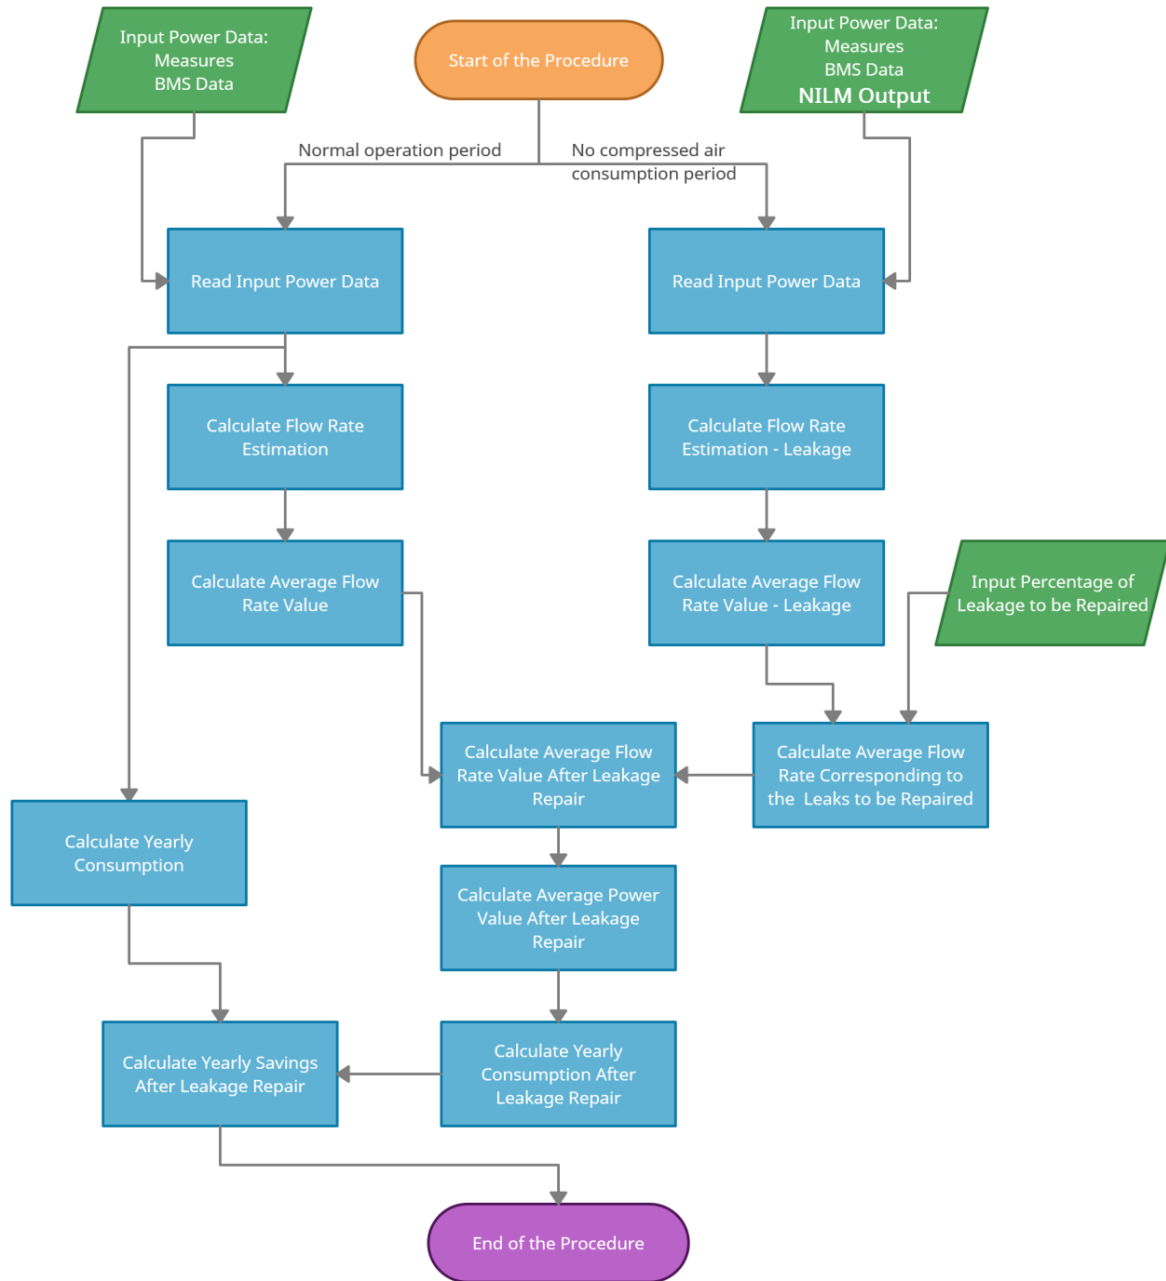 Input Power Data:
Measures
BMS Data
Start of the Procedure
Input Power Data:
Measures
BMS Data
NILM Output
Normal operation period
No compressed air
consumption period
Read Input Power Data
Read Input Power Data
Calculate Flow Rate
Estimation
Calculate Flow Rate
Estimation - Leakage
Calculate Average Flow
Rate Value
Calculate Average Flow
Rate Value - Leakage
Input Percentage of
Leakage to be Repaired
Calculate Average Flow
Rate Value After Leakage
Repair
Calculate Average Flow
Rate Corresponding to
the Leaks to be Repaired
Calculate Yearly
Consumption
Calculate Average Power
Value After Leakage
Repair
Calculate Yearly Savings
After Leakage Repair
Calculate Yearly
Consumption After
Leakage Repair
End of the Procedure